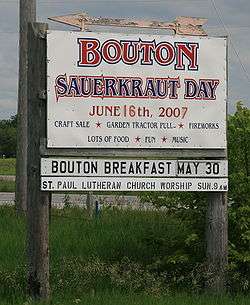 BOUTON
SAUERKRAUT DAY
JUNE 16th, 2007
CRAFT SALE ★ GARDEN TRACTOR PULL ★ FIREWORKS
LOTS OF FOOD ★ FUN ★ MUSIC
BOUTON BREAKFAST MAY 30
ST. PAUL LUTHERAN CHURCH WORSHIP SUN. 9 AM